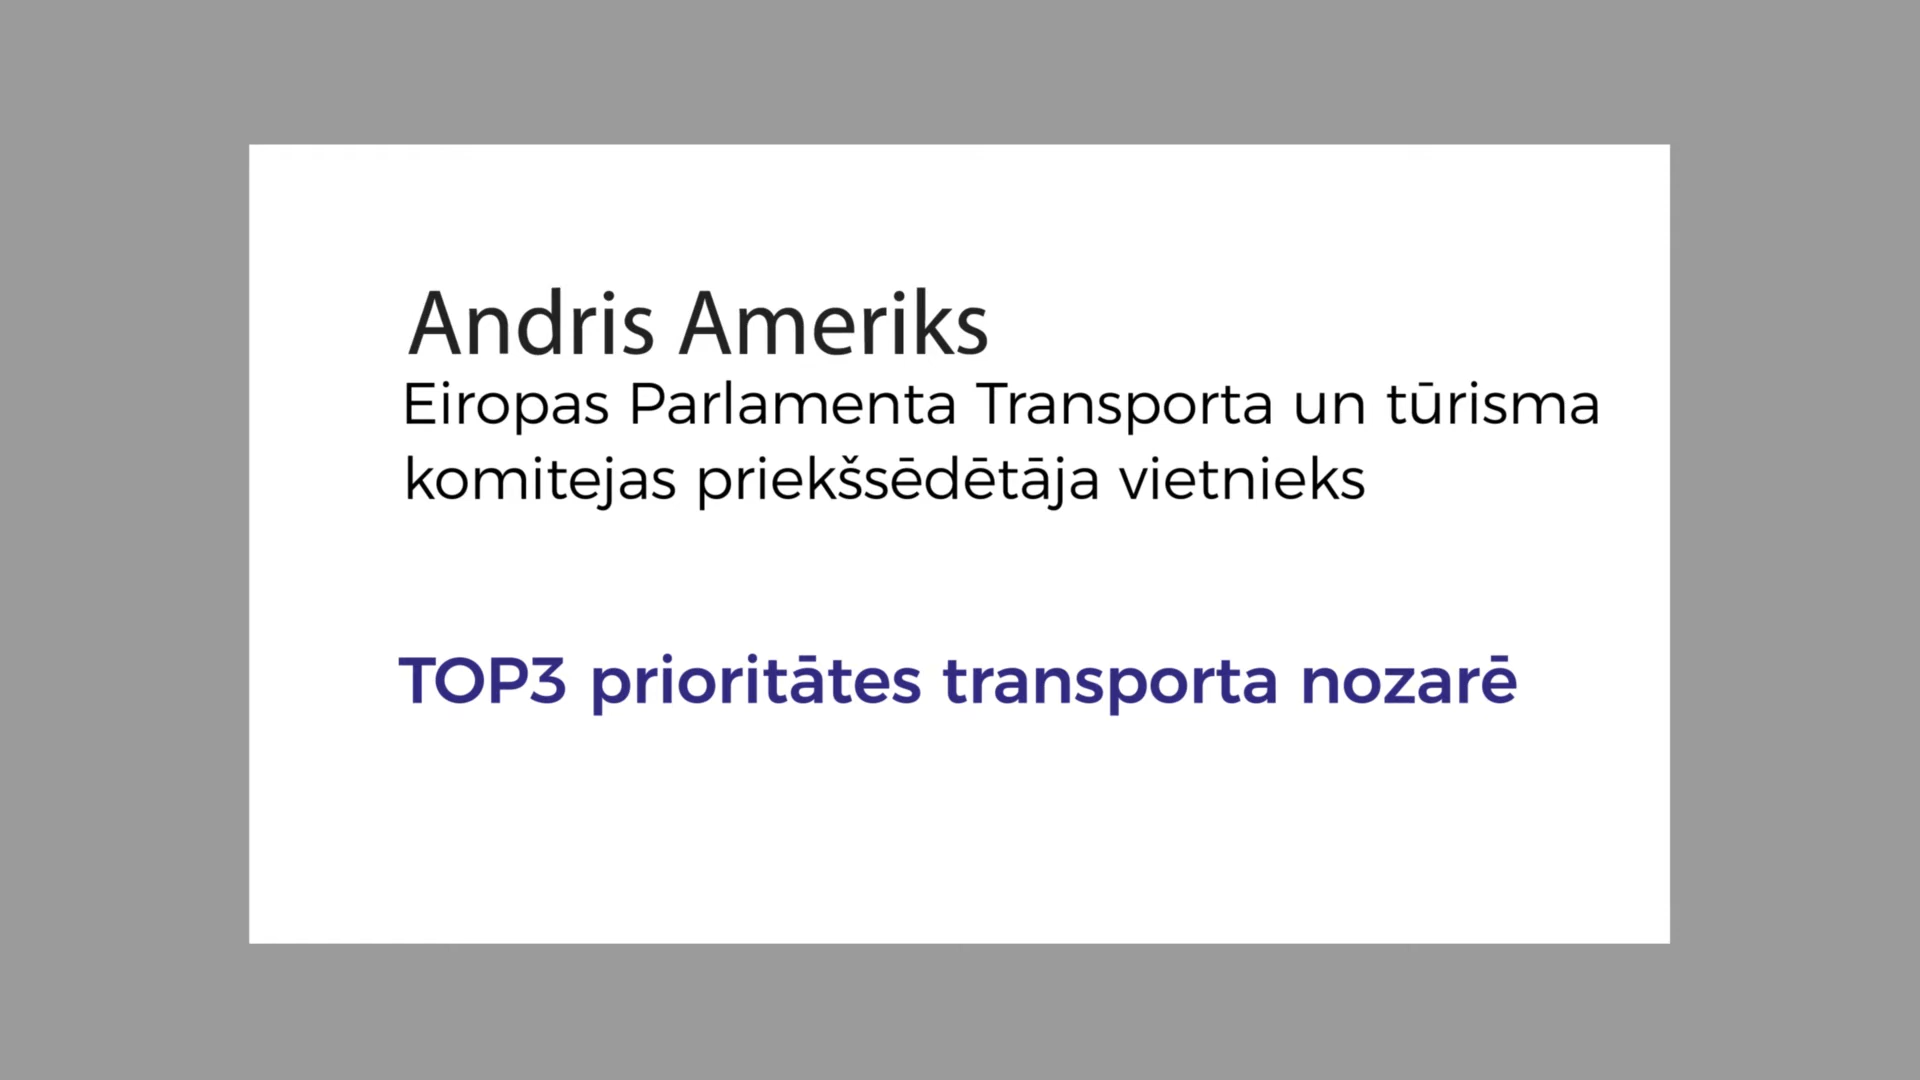 Andris Ameriks
Eiropas Parlamenta Transporta un tūrisma
komitejas priekšsēdētāja vietnieks
TOP3 prioritātes transporta nozarē